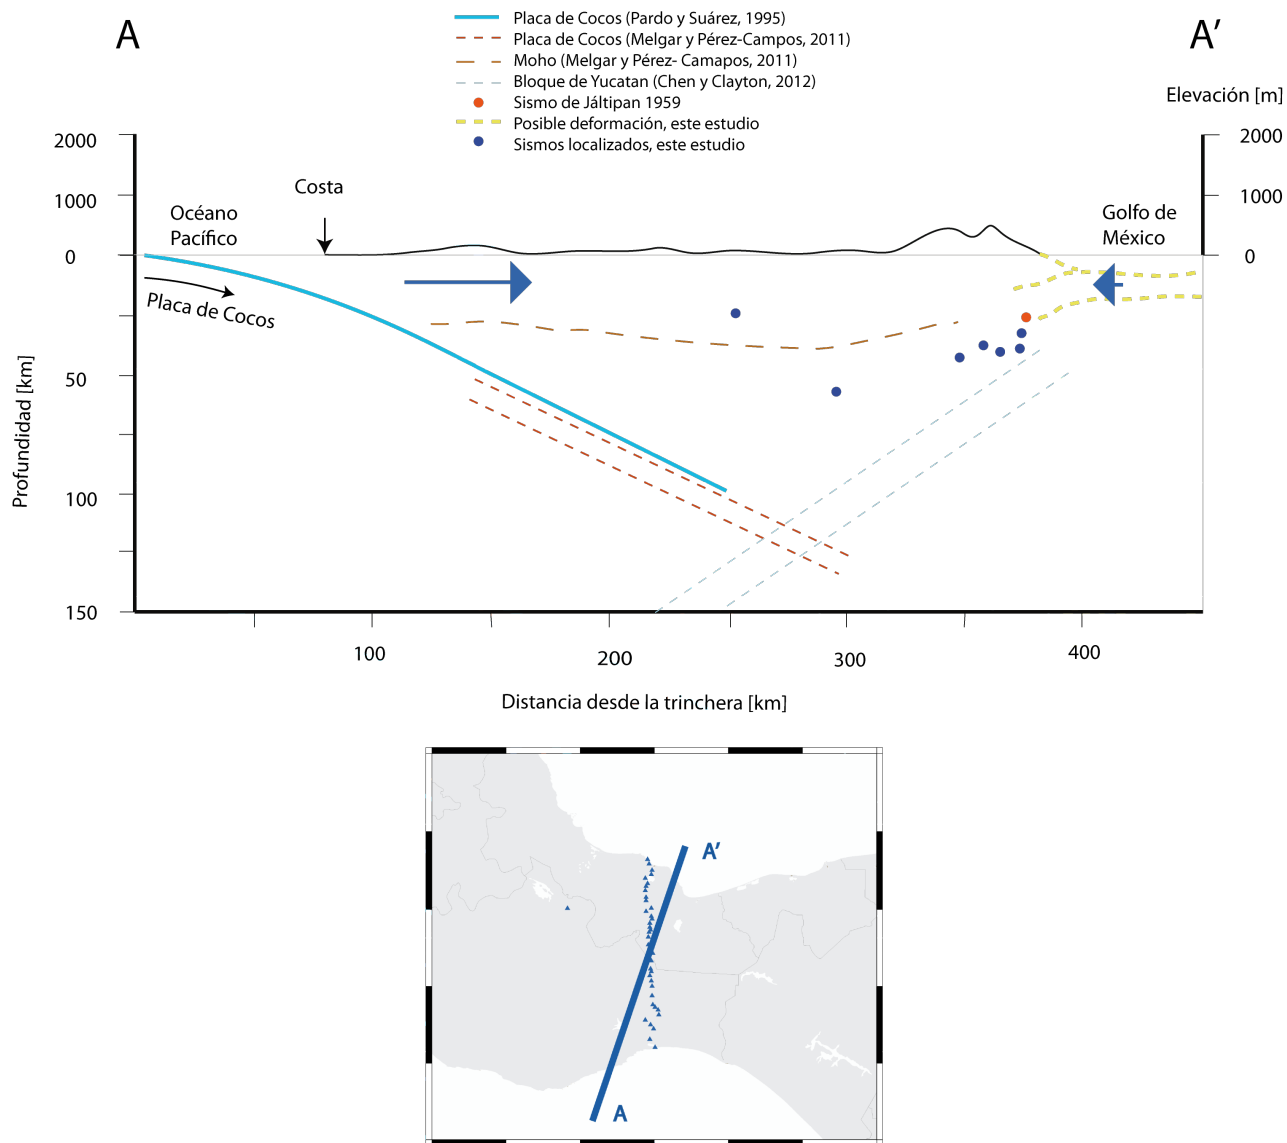 A
A’
Placa de Cocos (Pardo y Suárez, 1995)
Placa de Cocos (Melgar y Pérez-Campos, 2011)
Moho (Melgar y Pérez- Camapos, 2011)
Bloque de Yucatan (Chen y Clayton, 2012)
Sismo de Jáltipan 1959
Posible deformación, este estudio
Sismos localizados, este estudio
Elevación [m]
2000
1000
0
2000
1000
0
Costa
Océano
Pacífico
Golfo de
México
Placa de Cocos
Profundidad [km]
50
100
150
100
200
300
400
Distancia desde la trinchera [km]
A’
A